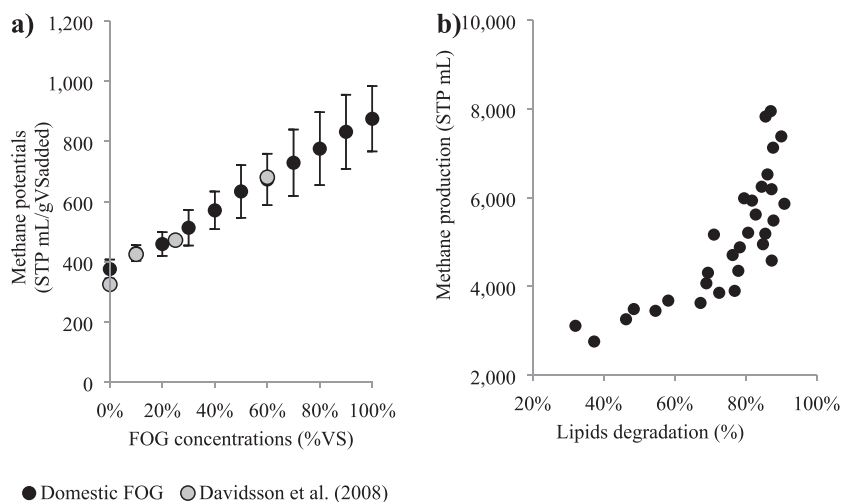 a)
1,200
1,000
800
600
400
200
0
Methane potentials
(STP mL/gVSadded)
0% 20% 40% 60% 80% 100%
FOG concentrations (%VS)
b)
10,000
8,000
6,000
4,000
2,000
Methane production (STP mL)
20% 40% 60% 80% 100%
Lipids degradation (%)
Domestic FOG Davidsson et al. (2008)